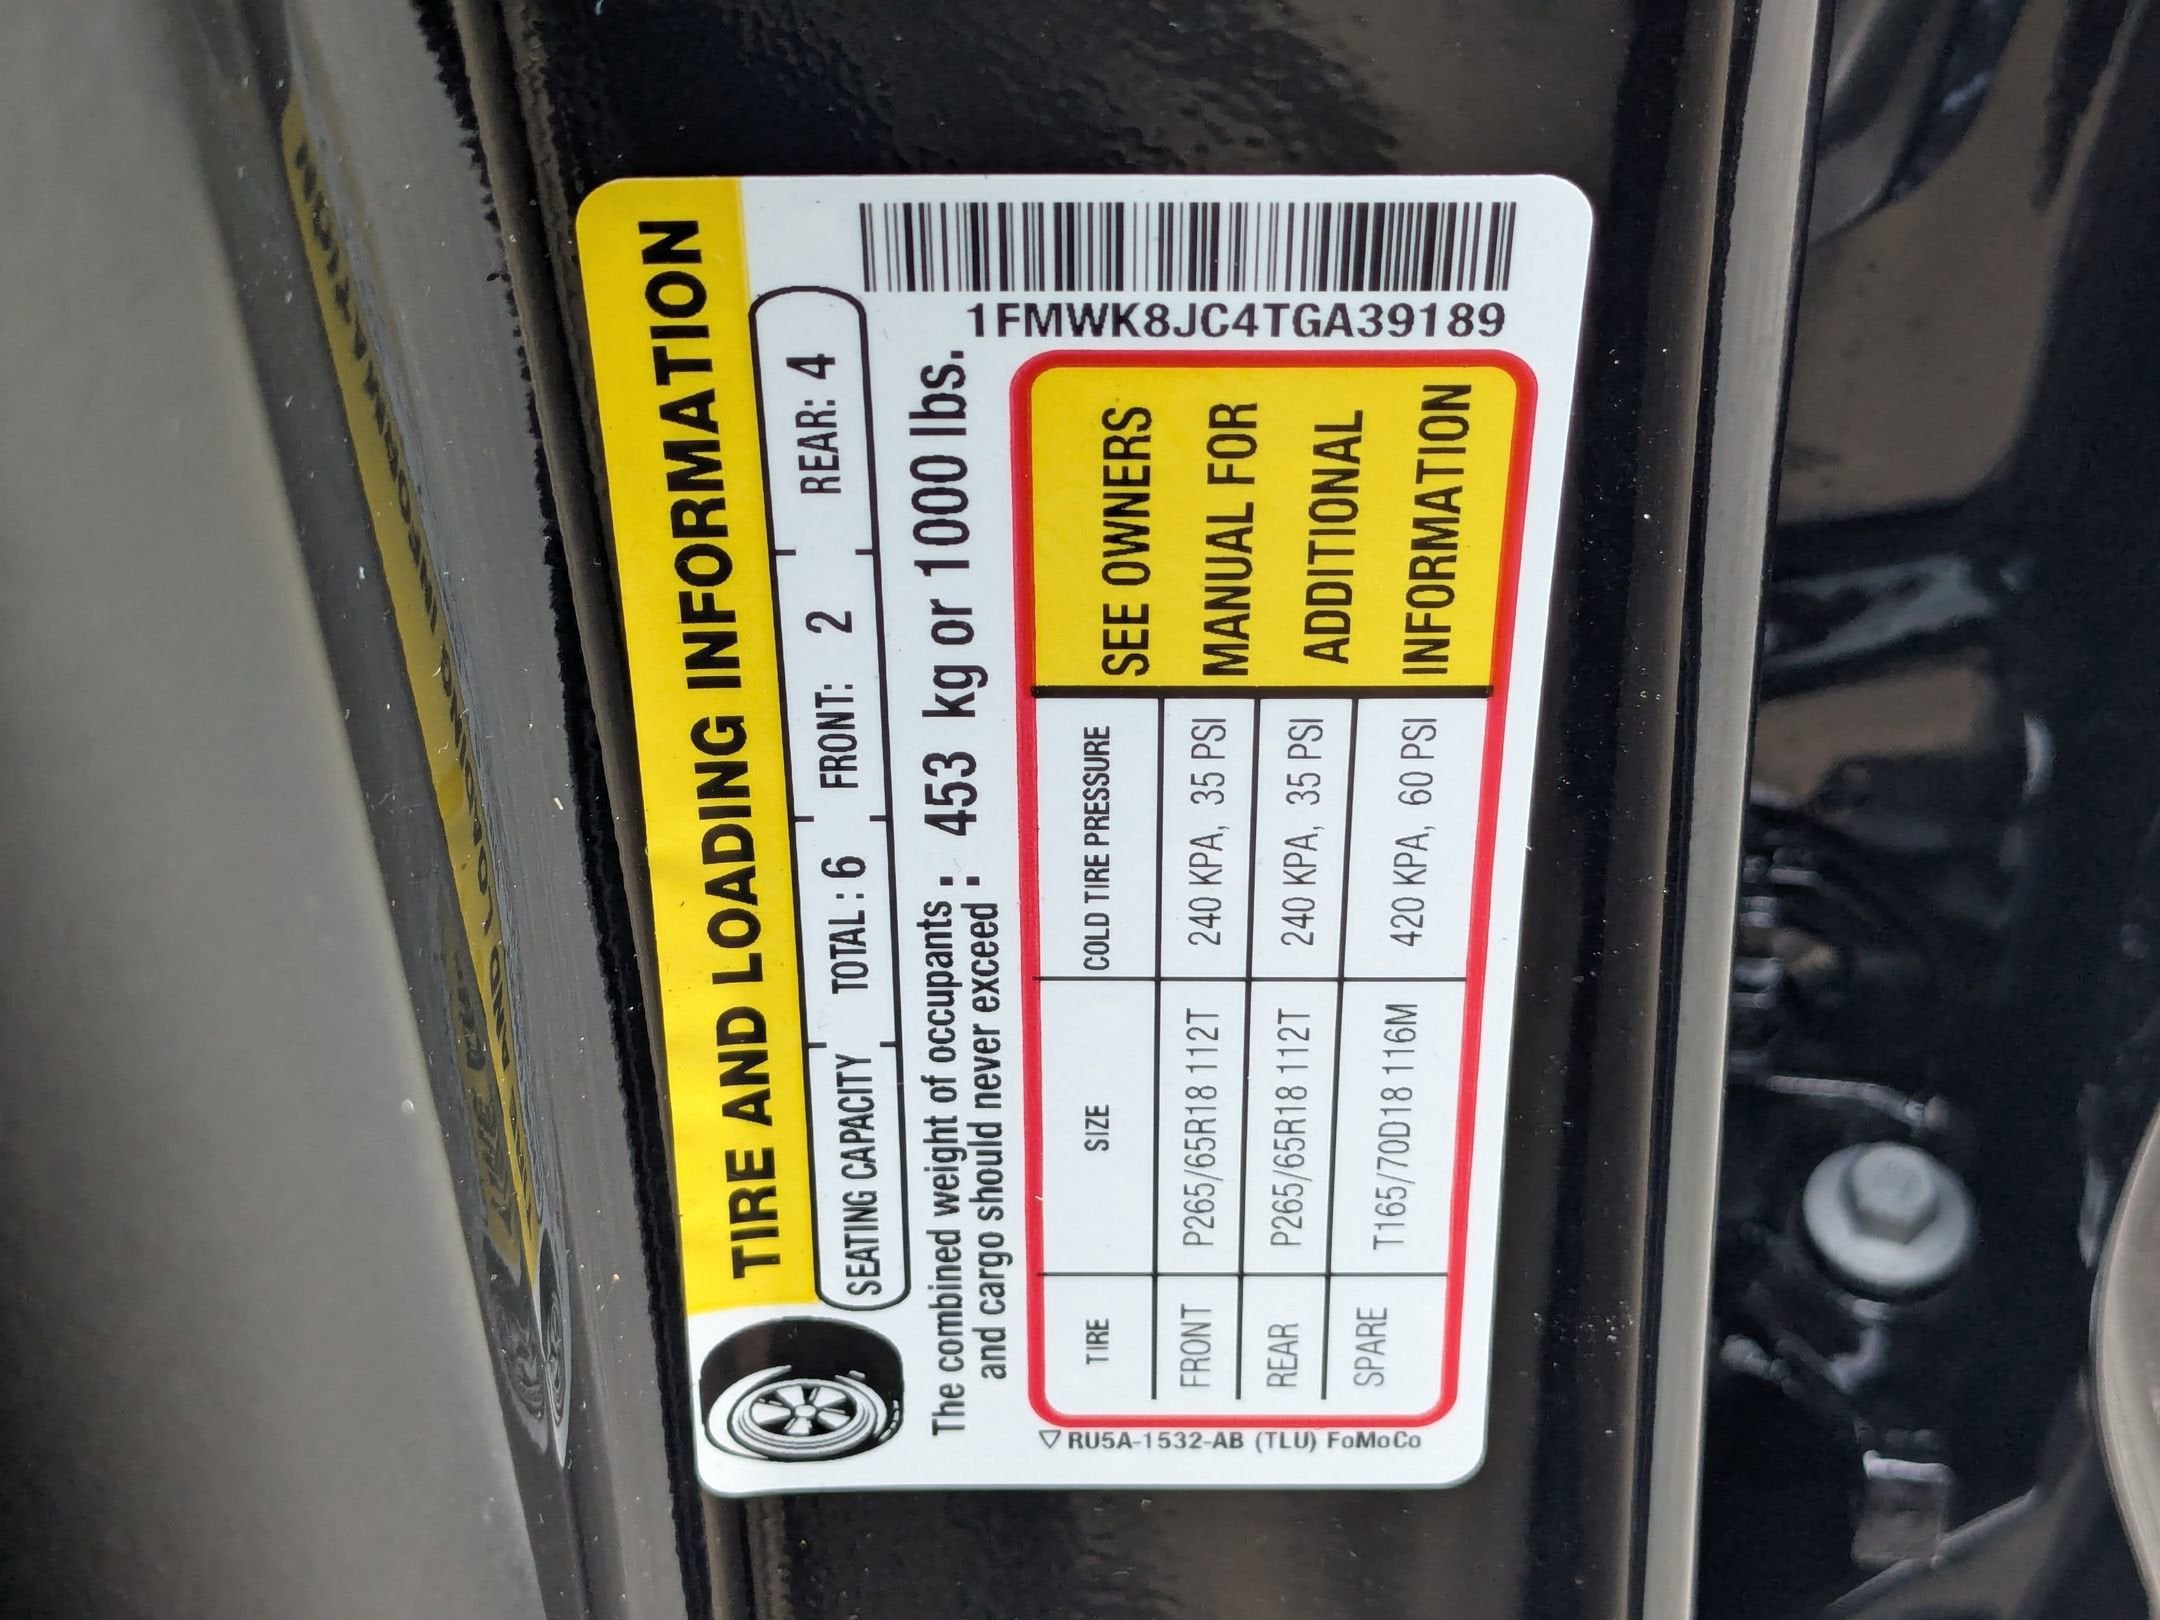 TIRE AND LOADING INFORMATION
SEATING CAPACITY TOTAL : 6 FRONT: 2 REAR: 4
The combined weight of occupants : 453 kg or 1000 lbs.
and cargo should never exceed :
TIRE SIZE COLD TIRE PRESSURE
FRONT P265/65R18 112T 240 KPA, 35 PSI
REAR P265/65R18 112T 240 KPA, 35 PSI
SPARE T165/70D18 116M 420 KPA, 60 PSI
SEE OWNERS
MANUAL FOR
ADDITIONAL
INFORMATION
1FMWK8JC4TGA39189
RU5A-1532-AB (TLU) FoMoCo